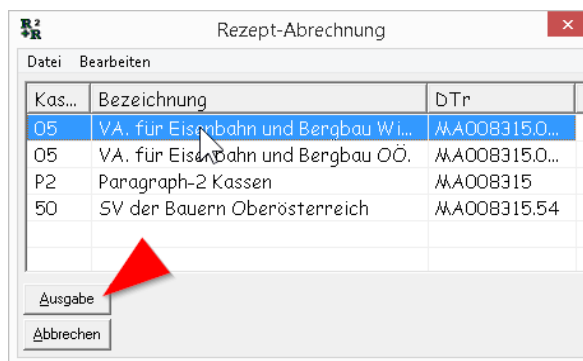 R2
+R
Rezept-Abrechnung
Datei Bearbeiten
Kas... Bezeichnung DTr
05 VA. für Eisenbahn und Bergbau Wi... MA008315.0...
05 VA. für Eisenbahn und Bergbau OÖ. MA008315.0...
P2 Paragraph-2 Kassen MA008315
50 SV der Bauern Oberösterreich MA008315.54
Ausgabe
Abbrechen